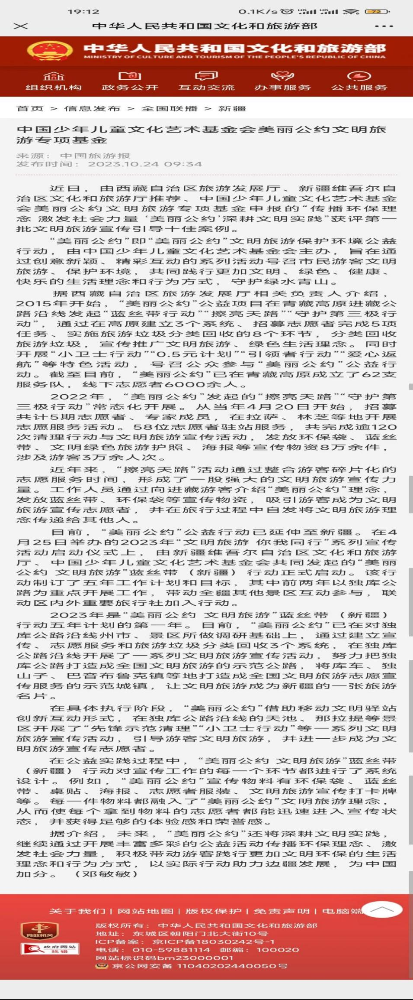 19:12
0.1K/s HD HD 72
中华人民共和国文化和旅游部
中华人民共和国文化和旅游部
MINISTRY OF CULTURE AND TOURISM OF THE PEOPLE'S REPUBLIC OF CHINA
组织机构 政务公开 互动交流 办事服务 公共服务
首页 > 信息发布 > 全国联播 > 新疆
中国少年儿童文化艺术基金会美丽公约文明旅
游专项基金
来源： 中国旅游报
发布时间： 2023.10.24 09:34
近日，由西藏自治区旅游发展厅、新疆维吾尔自
治区文化和旅游厅推荐、中国少年儿童文化艺术基金
会美丽公约文明旅游专项基金申报的“传播环保理
念 激发社会力量 ‘美丽公约’深耕文明实践”获评第一
批文明旅游宣传引导十佳案例。
“美丽公约”即“美丽公约”文明旅游保护环境公益
行动，由中国少年儿童文化艺术基金会主办，旨在通
过创意新颖、精彩互动的系列活动号召市民游客文明
旅游、保护环境，共同践行更加文明、绿色、健康、
快乐的生活理念和行为方式，守护绿水青山。
据西藏自治区旅游发展厅相关负责人介绍，
2015年开始，“美丽公约”公益项目在青藏高原进藏公
路沿线发起“蓝丝带行动”“擦亮天路”“守护第三极行
动”，通过在高原建立3个系统、招募志愿者完成5项
任务、实施旅游垃圾分类回收的8个环节，分类回收
旅游垃圾，宣传推广文明旅游、绿色生活理念。同时
开展“小卫士行动”“0.5元计划”“引领者行动”“爱心返
航”等特色活动，号召公众参与“美丽公约”公益行
动。截至目前，“美丽公约”已在青藏高原成立了62支
服务队，线下志愿者6000余人。
2022年，“美丽公约”发起的“擦亮天路”“守护第
三极行动”常态化开展。从当年4月20日开始，招募
共计5期志愿者、专家成员，在拉萨、林芝等地开展
志愿服务活动。58位志愿者驻站服务，共完成逾120
次清理行动与文明旅游宣传活动，发放环保袋、蓝丝
带、文明绿色旅游护照、海报等宣传物资8万余件，
涉及游客3万余人次。
近年来，“擦亮天路”活动通过整合游客碎片化的
志愿服务时间，形成了一股强大的文明旅游宣传力
量。工作人员通过向进藏游客介绍“美丽公约”理念，
发放蓝丝带、环保袋等宣传物资，吸引游客成为文明
旅游宣传志愿者，并在旅行过程中自发将文明旅游理
念传递给其他人。
目前，“美丽公约”公益行动已延伸至新疆。在4
月25日举办的2023年“文明旅游 你我同行”系列宣传
活动启动仪式上，由新疆维吾尔自治区文化和旅游
厅、中国少年儿童文化艺术基金会共同发起的“美丽
公约 文明旅游”蓝丝带（新疆）行动正式启动。该行
动制订了五年工作计划和目标，其中前两年以独库公
路为重点开展工作，带动全疆其他景区互动参与，联
动区内外重要旅行社加入行动。
2023年是“美丽公约 文明旅游”蓝丝带（新疆）
行动五年计划的第一年。目前，“美丽公约”已在对独
库公路沿线州市、景区所做调研基础上，通过建立宣
传、志愿服务和旅游垃圾分类回收3个系统，在独库
公路沿线开展了一系列文明旅游宣传活动，努力把独
库公路打造成全国文明旅游的示范公路，将库车、独
山子、巴音布鲁克镇等地打造成全国文明旅游志愿宣
传服务的示范城镇，让文明旅游成为新疆的一张旅游
名片。
在具体执行阶段，“美丽公约”借助移动文明驿站
创新互动形式，在独库公路沿线的天池、那拉提等景
区开展了“先锋示范清理”“小卫士行动”等一系列文明
旅游宣传活动，引导游客文明旅游，并进一步成为文
明旅游宣传志愿者。
在公益实践过程中，“美丽公约 文明旅游”蓝丝带
（新疆）行动对宣传工作的每一个环节都进行了系统
设计。例如，“美丽公约”宣传物料有环保袋、蓝丝
带、桌贴、海报、志愿者服装、文明旅游宣传打卡牌
等。每一件物料都融入了“美丽公约”文明旅游理念，
从而使每个拿到物料的志愿者都能迅速进入宣传状
态，并获得足够的体验感和荣誉感。
据介绍，未来，“美丽公约”还将深耕文明实践，
继续通过开展丰富多彩的公益活动传播环保理念、激
发社会力量，积极带动游客践行更加文明环保的生活
理念和行为方式，以实际行动助力边疆发展，为中国
加分。（邓敏敏）
关于我们 | 网站地图 | 版权保护 | 免责声明 | 电脑端
党政机关
政府网站
找错
版权所有：中华人民共和国文化和旅游部
地址：东城区朝阳门北大街10号
ICP备案：京ICP备18030242号-1
电话：010-59881114 邮编：100020
网站标识码bm23000001
京公网安备 11040202440050号